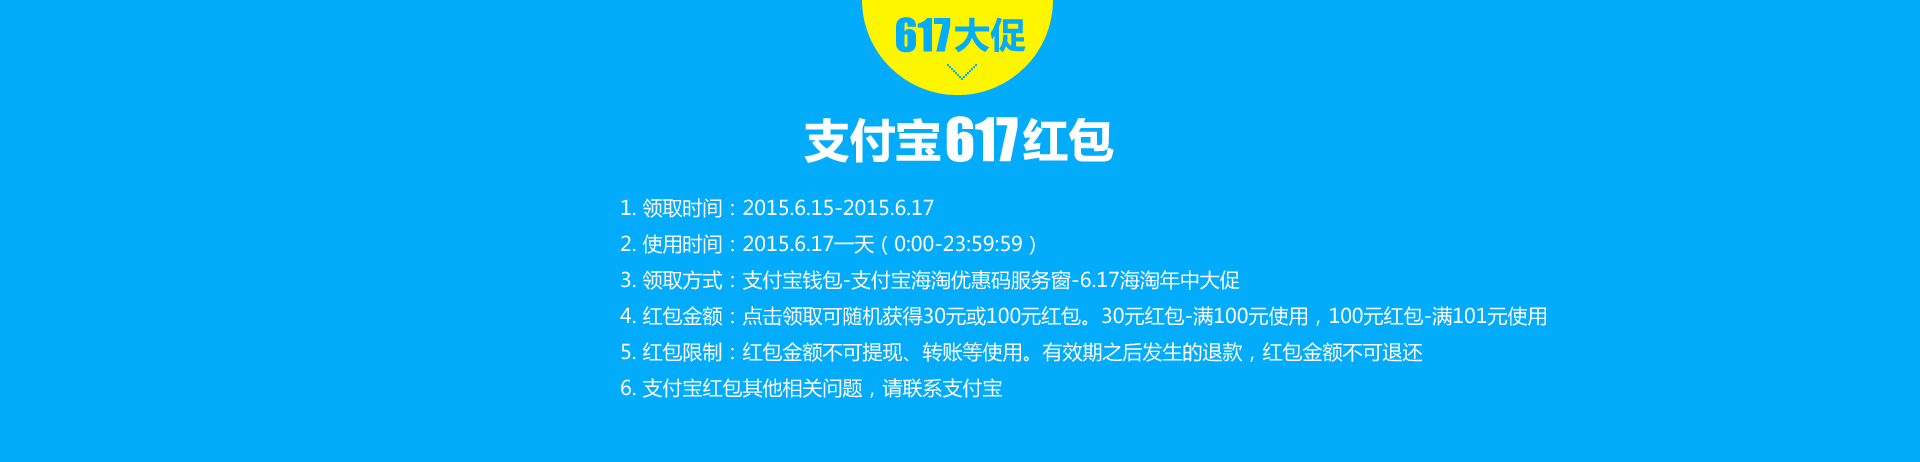 617大促
支付宝617红包
1. 领取时间：2015.6.15-2015.6.17
2. 使用时间：2015.6.17一天（0:00-23:59:59）
3. 领取方式：支付宝钱包-支付宝海淘优惠码服务窗-6.17海淘年中大促
4. 红包金额：点击领取可随机获得30元或100元红包。30元红包-满100元使用，100元红包-满101元使用
5. 红包限制：红包金额不可提现、转账等使用。有效期之后发生的退款，红包金额不可退还
6. 支付宝红包其他相关问题，请联系支付宝